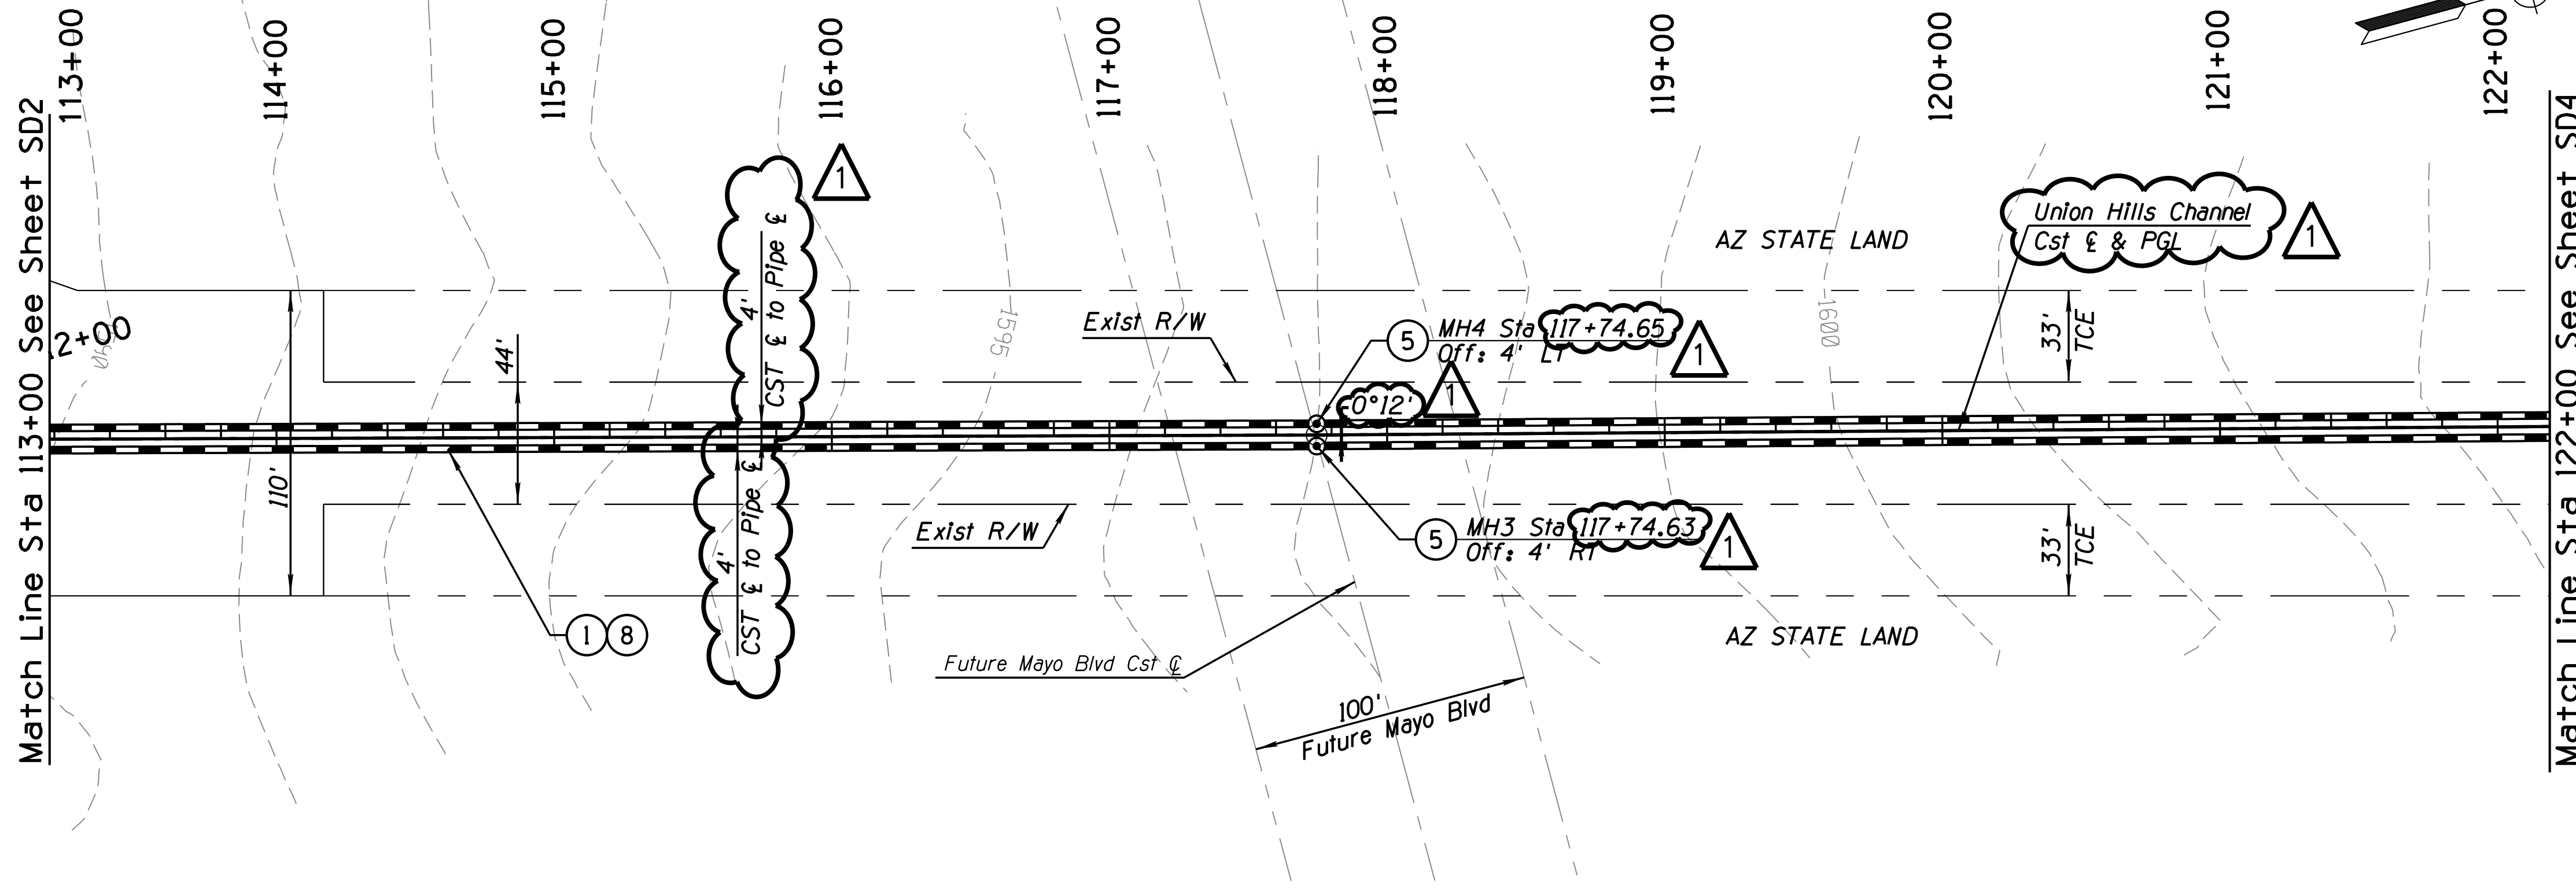 113+00
114+00
115+00
116+00
117+00
118+00
119+00
120+00
121+00
122+00
Match Line Sta 113+00 See Sheet SD2
2+00
110'
44'
4'
CST ℄ to Pipe ℄
1
4'
CST ℄ to Pipe ℄
1 8
1595
Exist R/W
Exist R/W
Future Mayo Blvd Cst ℄
100'
Future Mayo Blvd
5
MH4 Sta 117+74.65
Off: 4' LT
1
0°12'
1
5
MH3 Sta 117+74.63
Off: 4' RT
1
AZ STATE LAND
AZ STATE LAND
1600
Union Hills Channel
Cst ℄ & PGL
1
33'
TCE
33'
TCE
Match Line Sta 122+00 See Sheet SD4